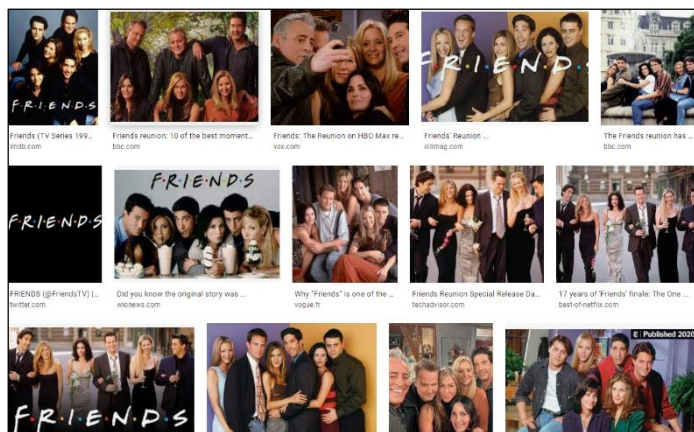 F·R·I·E·N·D·S
F·R·I·E·N·D·S
Friends (TV Series 199...
imdb.com
Friends reunion: 10 of the best moment...
bbc.com
Friends: The Reunion on HBO Max re...
vox.com
Friends' Reunion ...
The Friends reunion has ...
bbc.com
F·R·I·E·N·D·S
F·R·I·E·N·D·S
FRIENDS (@FriendsTV) |...
twitter.com
Did you know the original story was ...
wionews.com
Why "Friends" is one of the ...
vogue.fr
Friends Reunion Special Release Da...
techadvisor.com
17 years of 'Friends' finale: The One ...
best-of-netflix.com
F·R·I·E·N·D·S
Published 2020